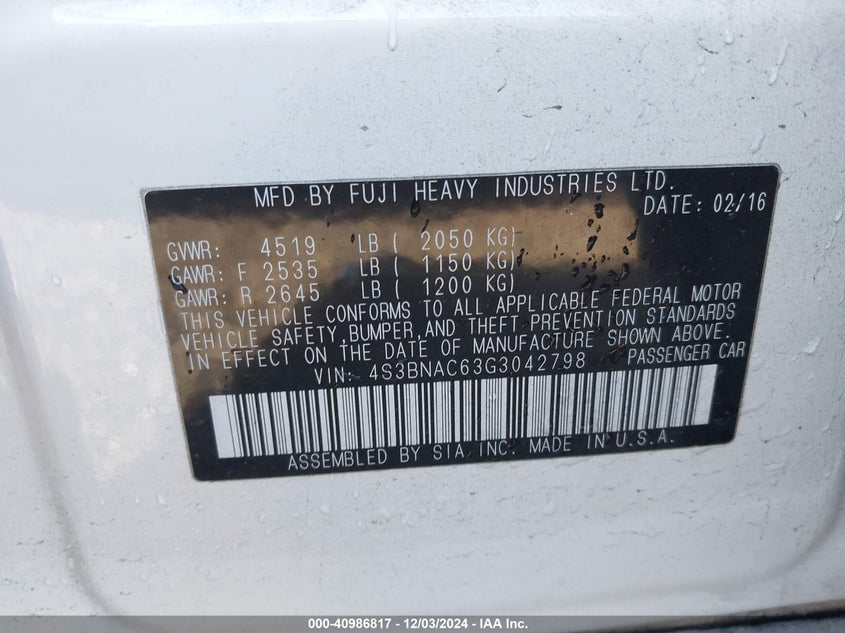 MFD BY FUJI HEAVY INDUSTRIES LTD.
DATE: 02/16
GVWR: 4519 LB ( 2050 KG)
GAWR: F 2535 LB ( 1150 KG)
GAWR: R 2645 LB ( 1200 KG)
THIS VEHICLE CONFORMS TO ALL APPLICABLE FEDERAL MOTOR
VEHICLE SAFETY,BUMPER,AND THEFT PREVENTION STANDARDS
IN EFFECT ON THE DATE OF MANUFACTURE SHOWN ABOVE.
VIN: 4S3BNAC63G3042798 PASSENGER CAR
ASSEMBLED BY SIA INC. MADE IN U.S.A.
000-40986817 - 12/03/2024 - IAA Inc.